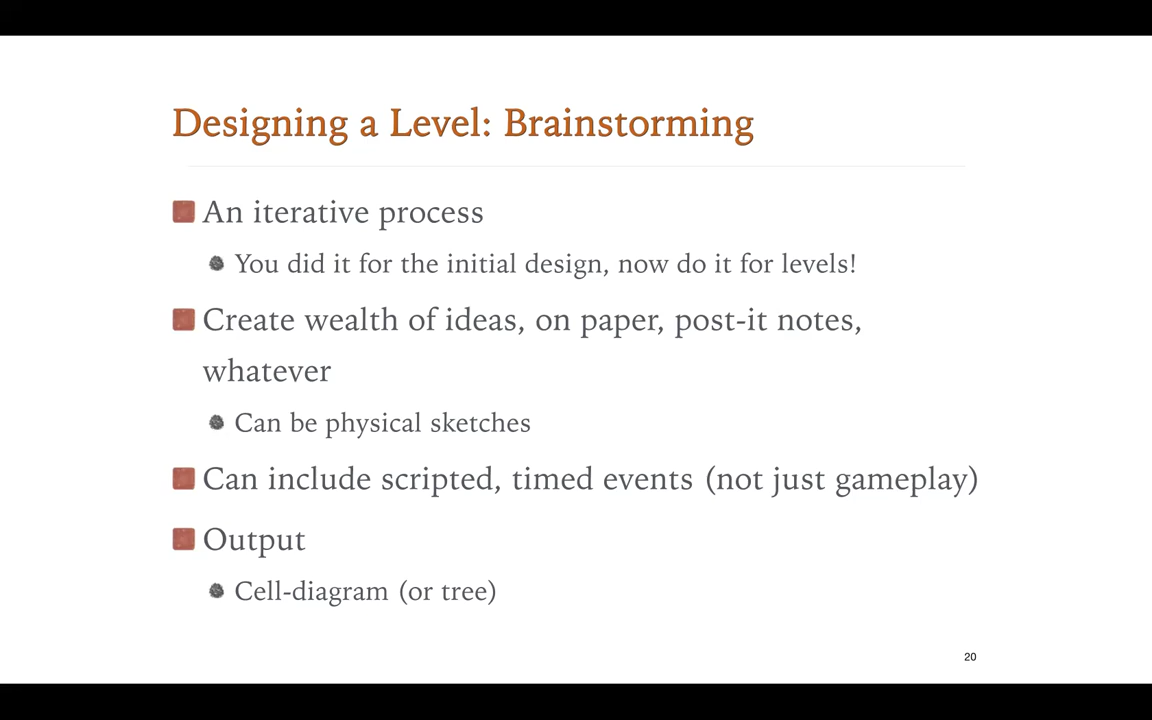 Designing a Level: Brainstorming
An iterative process
You did it for the initial design, now do it for levels!
Create wealth of ideas, on paper, post-it notes,
whatever
Can be physical sketches
Can include scripted, timed events (not just gameplay)
Output
Cell-diagram (or tree)
20